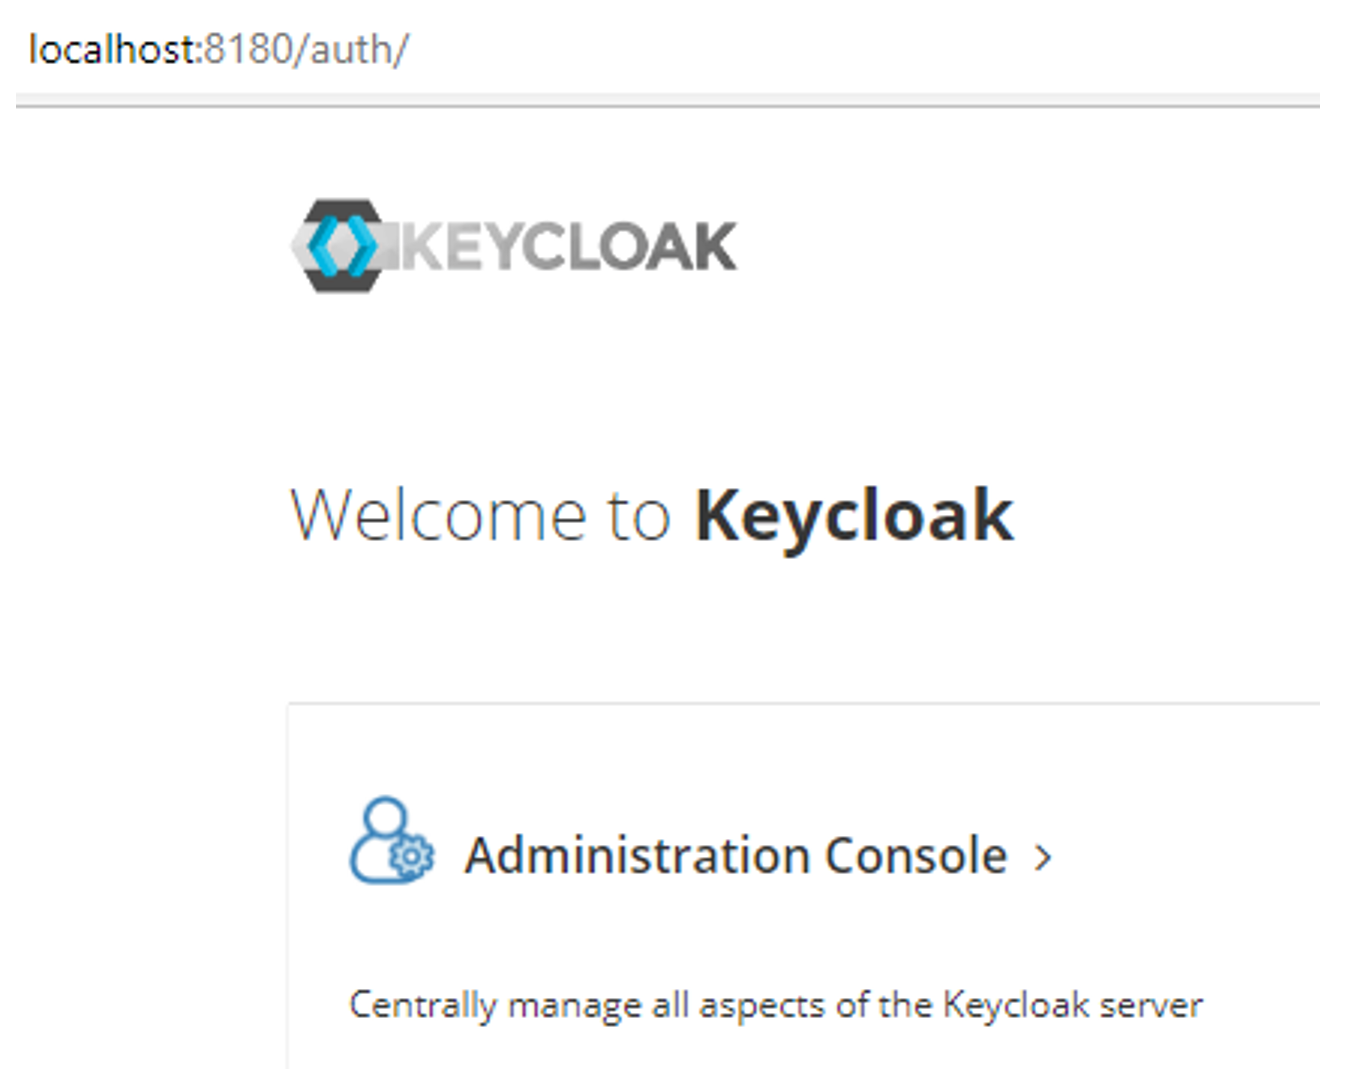 localhost:8180/auth/
KEYCLOAK
Welcome to Keycloak
Administration Console >
Centrally manage all aspects of the Keycloak server